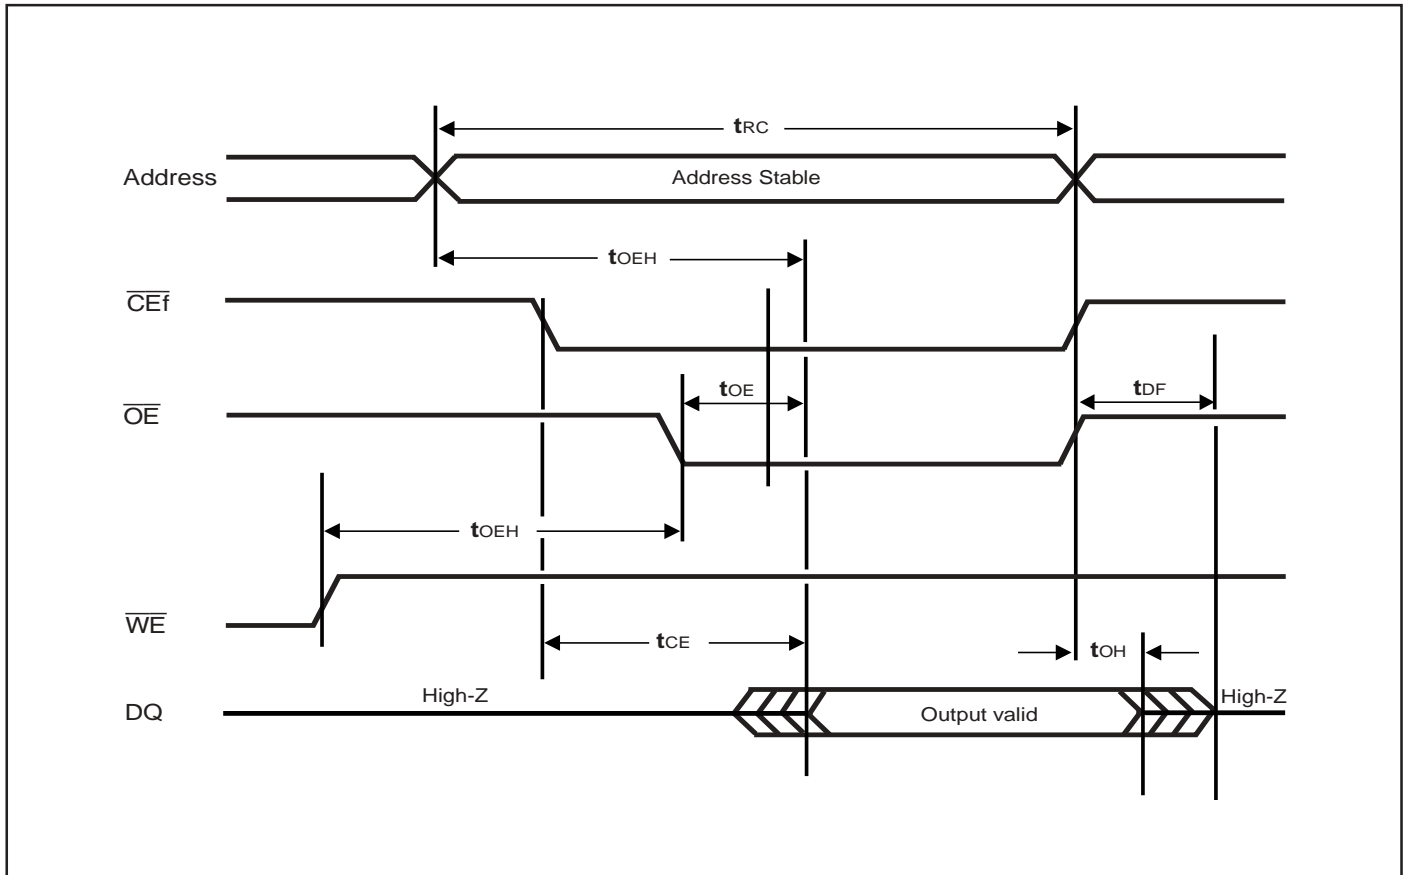 tRC
Address
Address Stable
tOEH
CEf
tOE
tDF
OE
tOEH
WE
tCE
tOH
High-Z
High-Z
DQ
Output valid